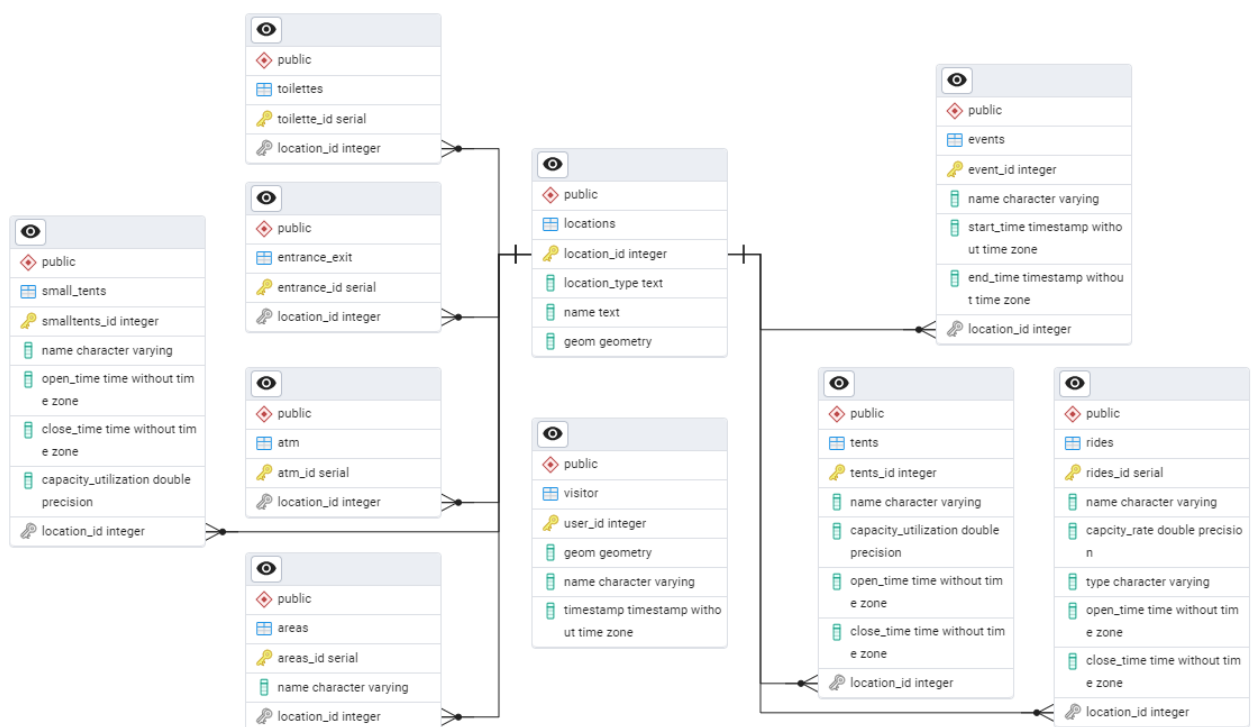 public
toilettes
toilette_id serial
location_id integer
public
entrance_exit
entrance_id serial
location_id integer
public
small_tents
smalltents_id integer
name character varying
open_time time without tim
e zone
close_time time without time
e zone
capacity_utilization double
precision
location_id integer
public
atm
atm_id serial
location_id integer
public
areas
areas_id serial
name character varying
location_id integer
public
locations
location_id integer
location_type text
name text
geom geometry
public
visitor
user_id integer
geom geometry
name character varying
timestamp timestamp witho
ut time zone
public
events
event_id integer
name character varying
start_time timestamp witho
ut time zone
end_time timestamp withou
t time zone
location_id integer
public
tents
tents_id integer
name character varying
capacity_utilization double
precision
open_time time without tim
e zone
close_time time without tim
e zone
location_id integer
public
rides
rides_id serial
name character varying
capcity_rate double precisio
n
type character varying
open_time time without tim
e zone
close_time time without tim
e zone
location_id integer